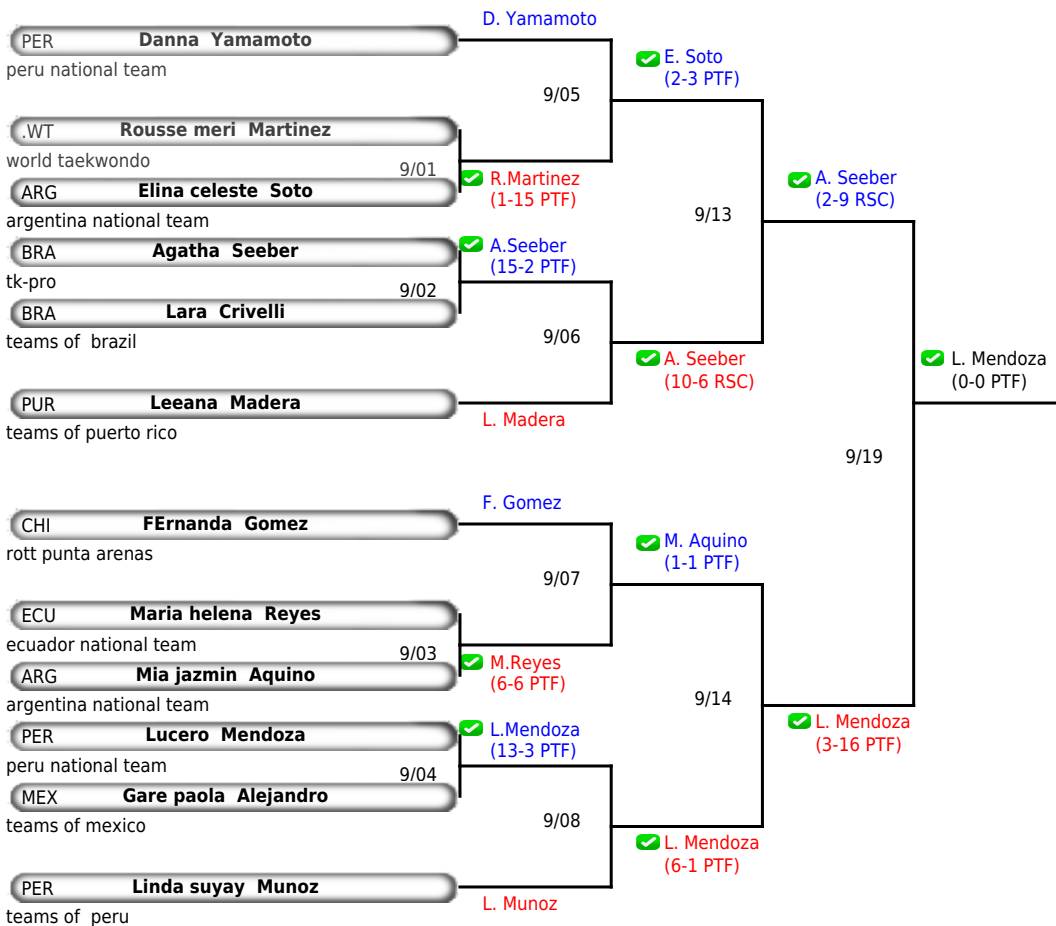 D. Yamamoto
PER Danna Yamamoto
peru national team
E. Soto
(2-3 PTF)
9/05
.WT Rousse meri Martinez
world taekwondo
9/01
R.Martinez
(1-15 PTF)
ARG Elina celeste Soto
argentina national team
A. Seeber
(2-9 RSC)
9/13
BRA Agatha Seeber
tk-pro
A.Seeber
(15-2 PTF)
9/02
BRA Lara Crivelli
teams of brazil
9/06
A. Seeber
(10-6 RSC)
L. Mendoza
(0-0 PTF)
PUR Leeana Madera
teams of puerto rico
L. Madera
9/19
F. Gomez
CHI FErnanda Gomez
rott punta arenas
M. Aquino
(1-1 PTF)
9/07
ECU Maria helena Reyes
ecuador national team
9/03
M.Reyes
(6-6 PTF)
ARG Mia jazmin Aquino
argentina national team
9/14
L. Mendoza
(3-16 PTF)
PER Lucero Mendoza
peru national team
L.Mendoza
(13-3 PTF)
9/04
MEX Gare paola Alejandro
teams of mexico
9/08
L. Mendoza
(6-1 PTF)
PER Linda suyay Munoz
teams of peru
L. Munoz